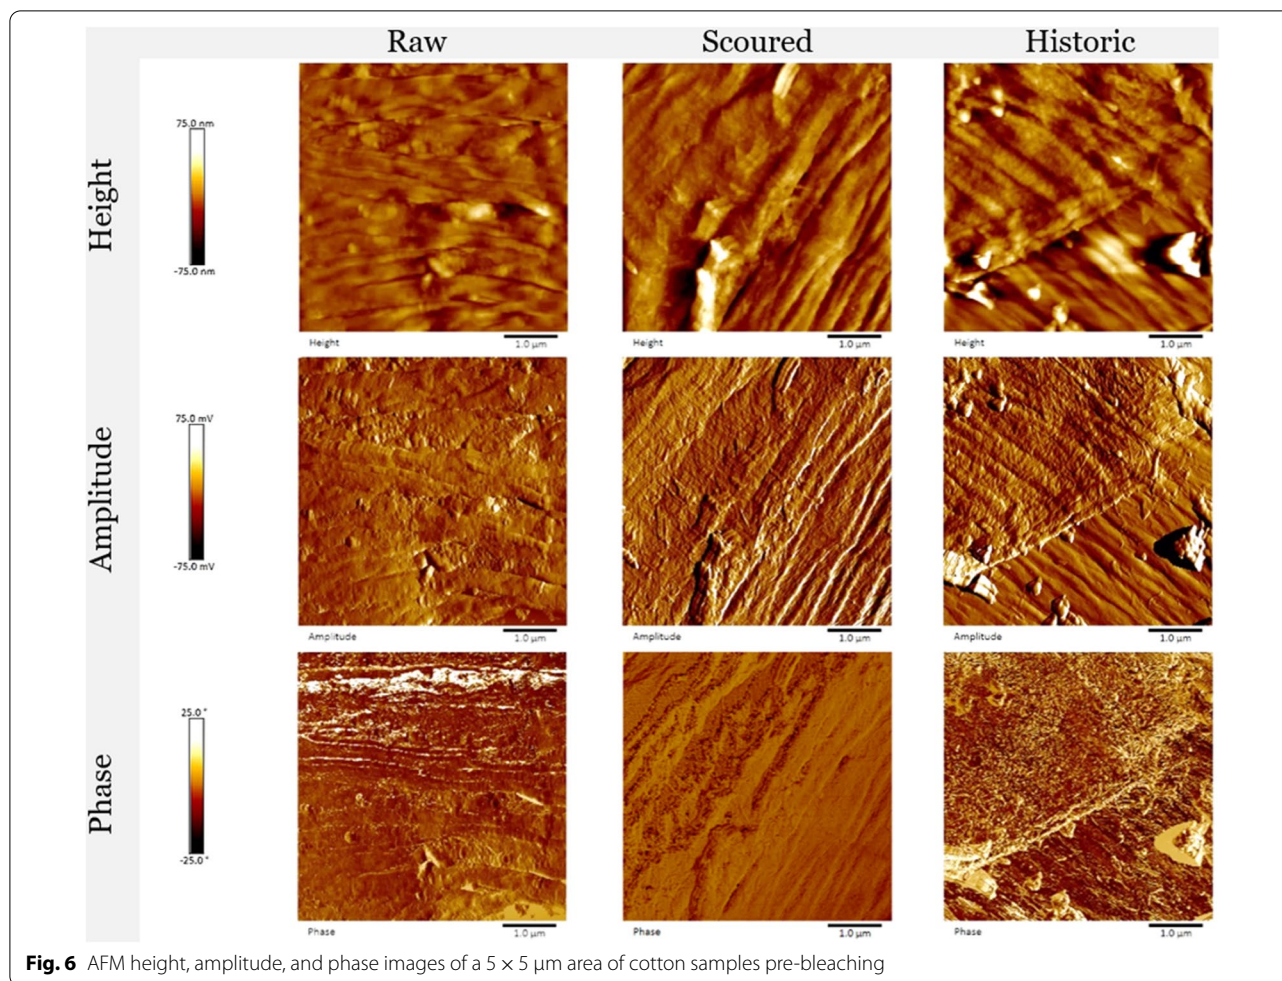 Raw Scoured Historic
Height
75.0 nm
-75.0 nm
Height 1.0 µm Height 1.0 µm Height 1.0 µm
Amplitude
75.0 mV
-75.0 mV
Amplitude 1.0 µm Amplitude 1.0 µm Amplitude 1.0 µm
Phase
25.0 °
-25.0 °
Phase 1.0 µm Phase 1.0 µm Phase 1.0 µm
Fig. 6 AFM height, amplitude, and phase images of a 5 × 5 µm area of cotton samples pre-bleaching